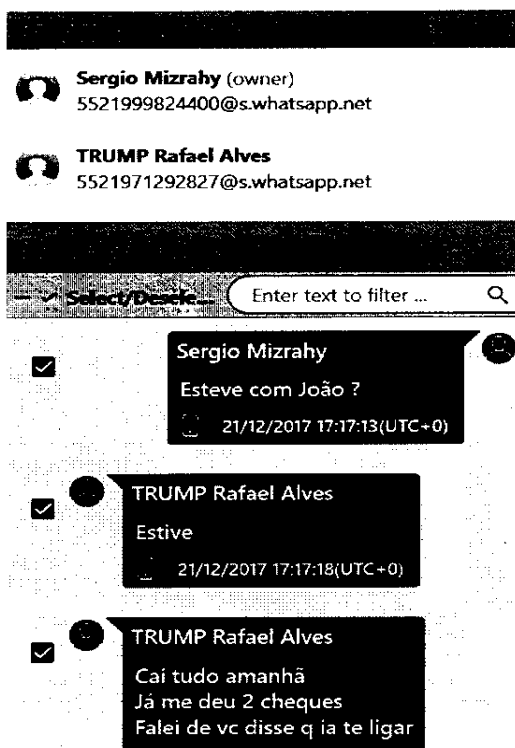 Sergio Mizrahy (owner)
5521999824400@s.whatsapp.net
TRUMP Rafael Alves
5521971292827@s.whatsapp.net
Select/Desele...
Enter text to filter ...
Sergio Mizrahy
Esteve com João ?
21/12/2017 17:17:13(UTC+0)
TRUMP Rafael Alves
Estive
21/12/2017 17:17:18(UTC+0)
TRUMP Rafael Alves
Caí tudo amanhã
Já me deu 2 cheques
Falei de vc disse q ia te ligar